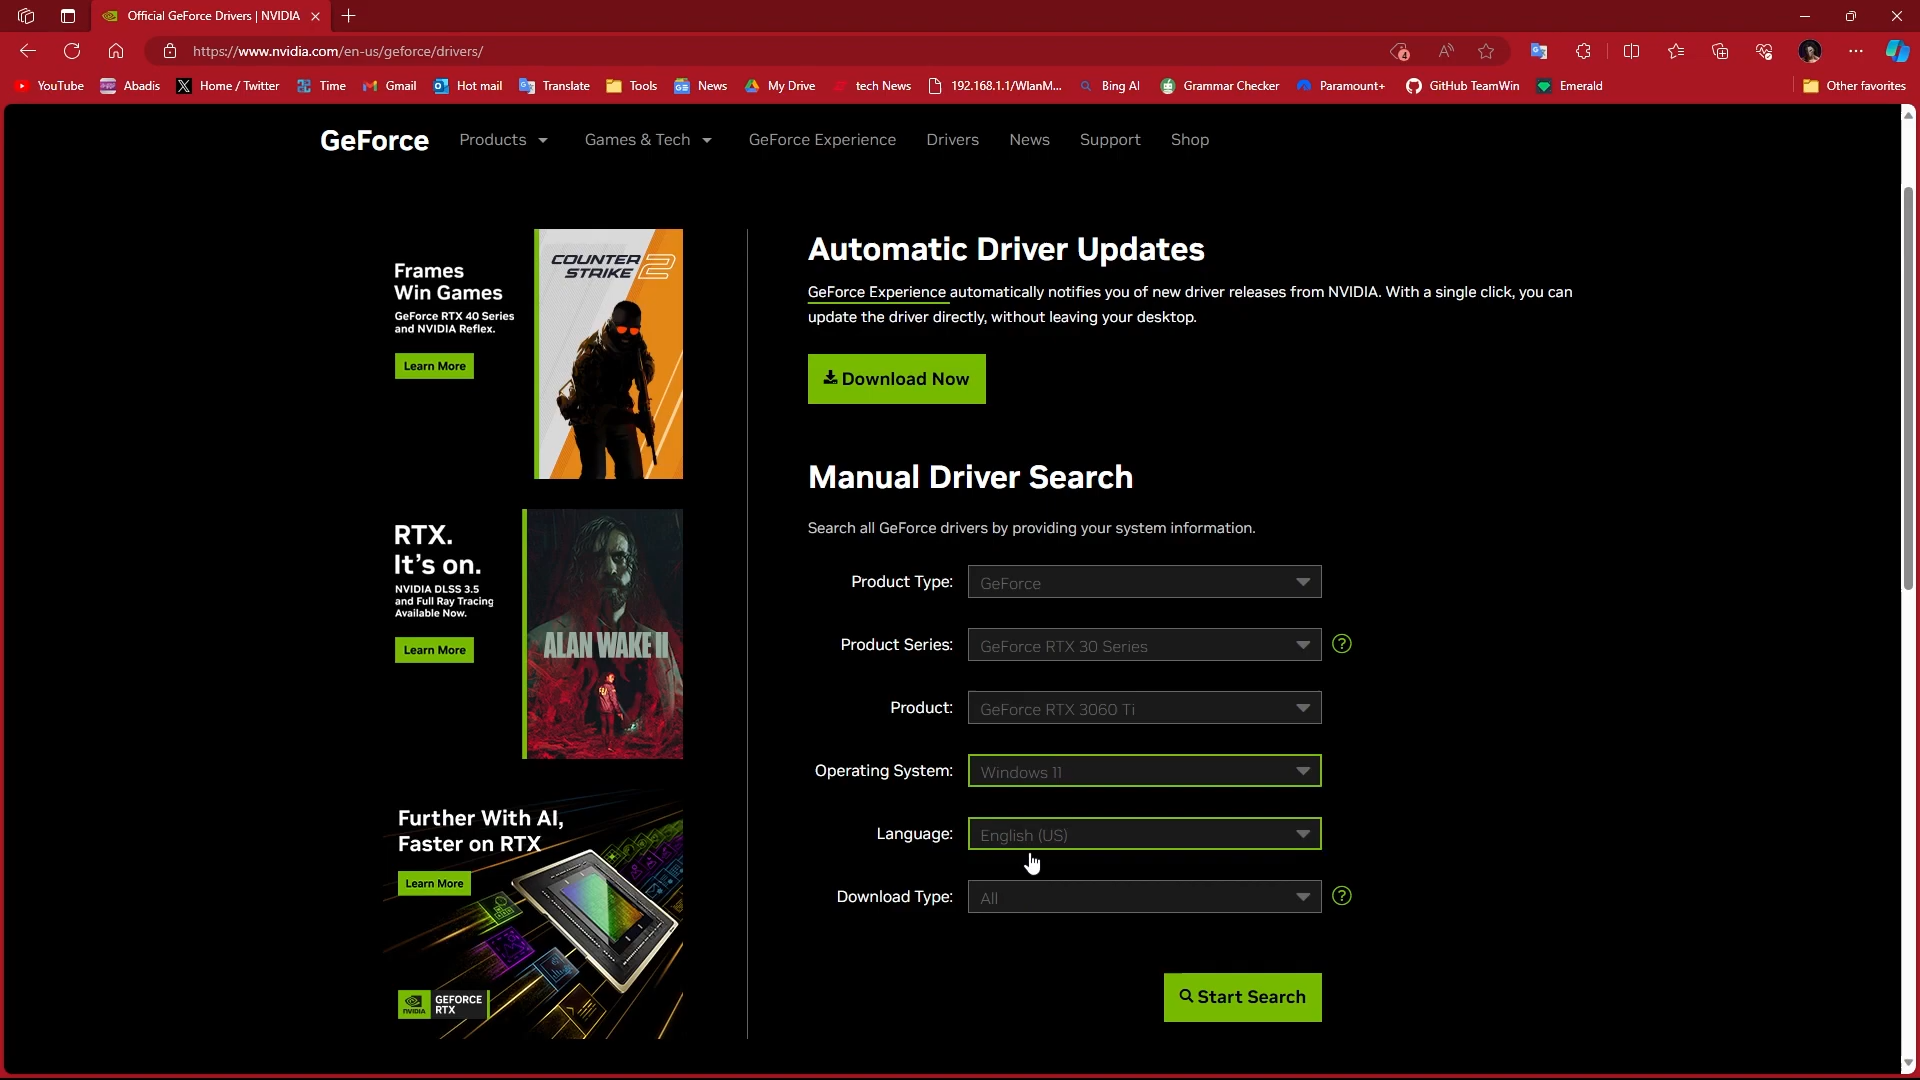 Official GeForce Drivers | NVIDIA
https://www.nvidia.com/en-us/geforce/drivers/
YouTube
Abadis
Home / Twitter
Time
Gmail
Hot mail
Translate
Tools
News
My Drive
tech News
192.168.1.1/WlanM...
Bing AI
Grammar Checker
Paramount+
GitHub TeamWin
Emerald
Other favorites
GeForce
Products
Games & Tech
GeForce Experience
Drivers
News
Support
Shop
Frames
Win Games
GeForce RTX 40 Series
and NVIDIA Reflex.
Learn More
COUNTER
STRIKE 2
RTX.
It's on.
NVIDIA DLSS 3.5
and Full Ray Tracing
Available Now.
Learn More
ALAN WAKE II
Further With AI,
Faster on RTX
Learn More
NVIDIA
GEFORCE
RTX
Automatic Driver Updates
GeForce Experience automatically notifies you of new driver releases from NVIDIA. With a single click, you can
update the driver directly, without leaving your desktop.
Download Now
Manual Driver Search
Search all GeForce drivers by providing your system information.
Product Type: GeForce
Product Series: GeForce RTX 30 Series ?
Product: GeForce RTX 3060 Ti
Operating System: Windows 11
Language: English (US)
Download Type: All ?
Start Search